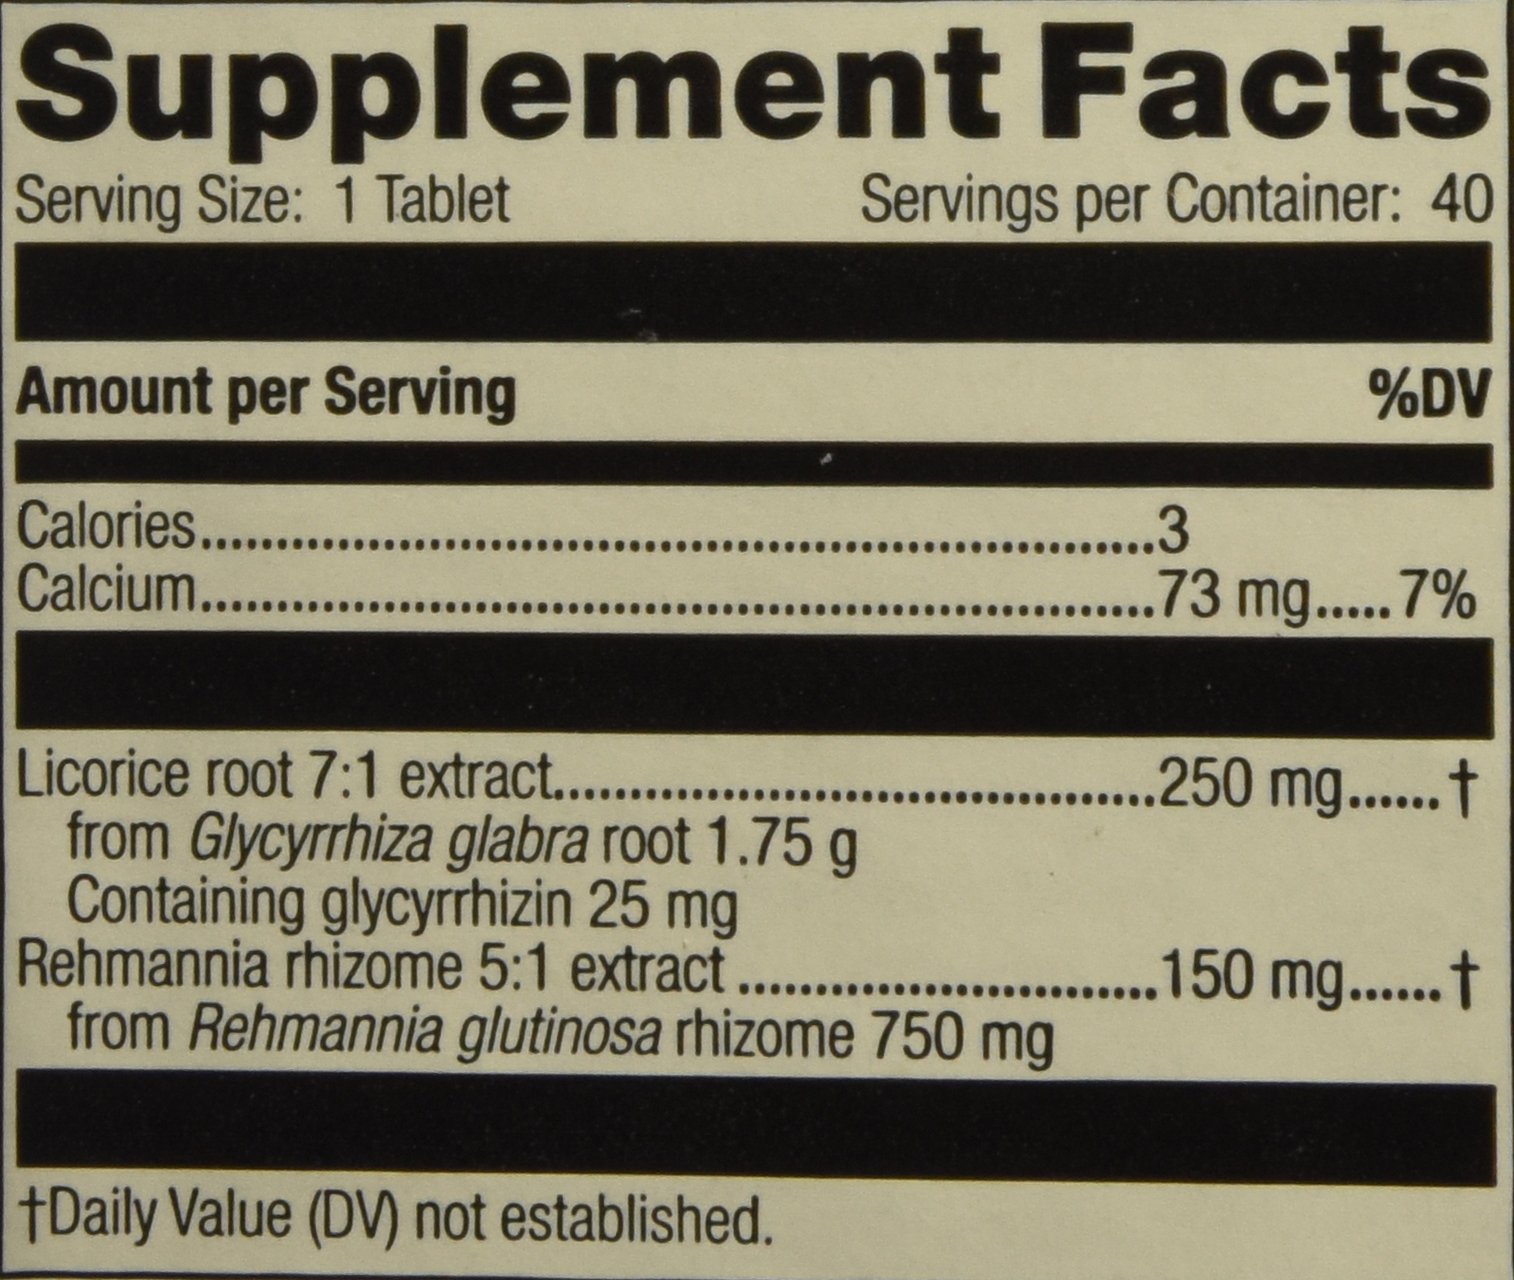 Supplement Facts
Serving Size: 1 Tablet Servings per Container: 40
Amount per Serving %DV
Calories..............................................................3
Calcium..............................................................73 mg.....7%
Licorice root 7:1 extract.......................................250 mg......†
from Glycyrrhiza glabra root 1.75 g
Containing glycyrrhizin 25 mg
Rehmannia rhizome 5:1 extract ...........................150 mg......†
from Rehmannia glutinosa rhizome 750 mg
†Daily Value (DV) not established.